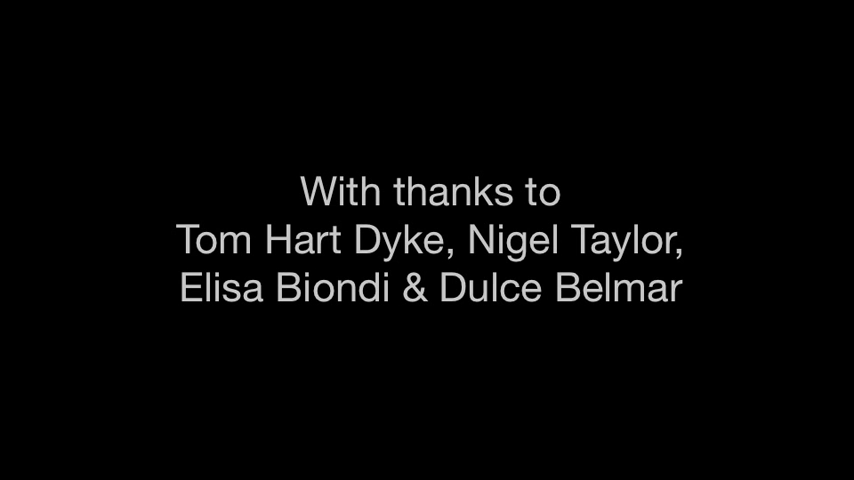 With thanks to
Tom Hart Dyke, Nigel Taylor,
Elisa Biondi & Dulce Belmar